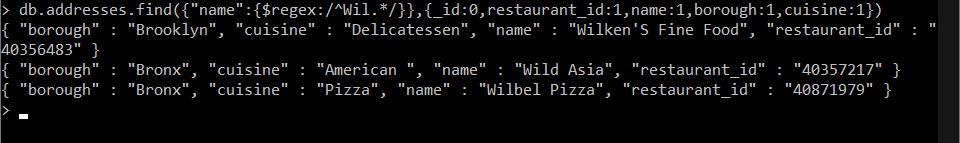 > db.addresses.find({"name":{$regex:/^Wil.*/}},{_id:0,restaurant_id:1,name:1,borough:1,cuisine:1})
{ "borough" : "Brooklyn", "cuisine" : "Delicatessen", "name" : "Wilken'S Fine Food", "restaurant_id" : "
40356483" }
{ "borough" : "Bronx", "cuisine" : "American ", "name" : "Wild Asia", "restaurant_id" : "40357217" }
{ "borough" : "Bronx", "cuisine" : "Pizza", "name" : "Wilbel Pizza", "restaurant_id" : "40871979" }
>